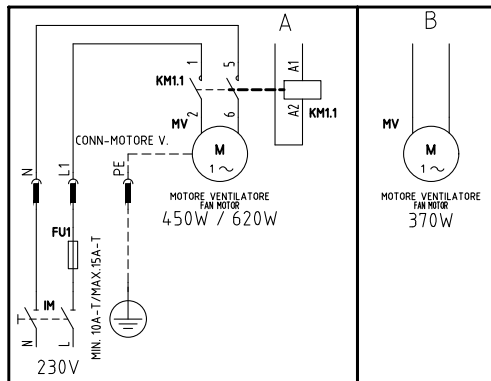 A
B
1
5
KM1.1
A1
A2
KM1.1
2
6
MV
CONN-MOTORE V.
M
1 ~
MV
M
1 ~
N
L1
PE
MOTORE VENTILATORE
FAN MOTOR
450W / 620W
MOTORE VENTILATORE
FAN MOTOR
370W
FU1
MIN. 10A-T/MAX.15A-T
IM
N
L
230V